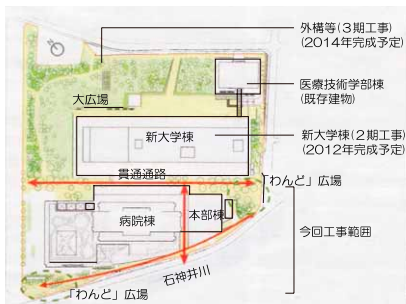 外構等(3期工事)
(2014年完成予定)
医療技術学部棟
(既存建物)
大広場
新大学棟
新大学棟(2期工事)
(2012年完成予定)
貫通通路
「わんど」広場
病院棟
本部棟
今回工事範囲
石神井川
「わんど」広場